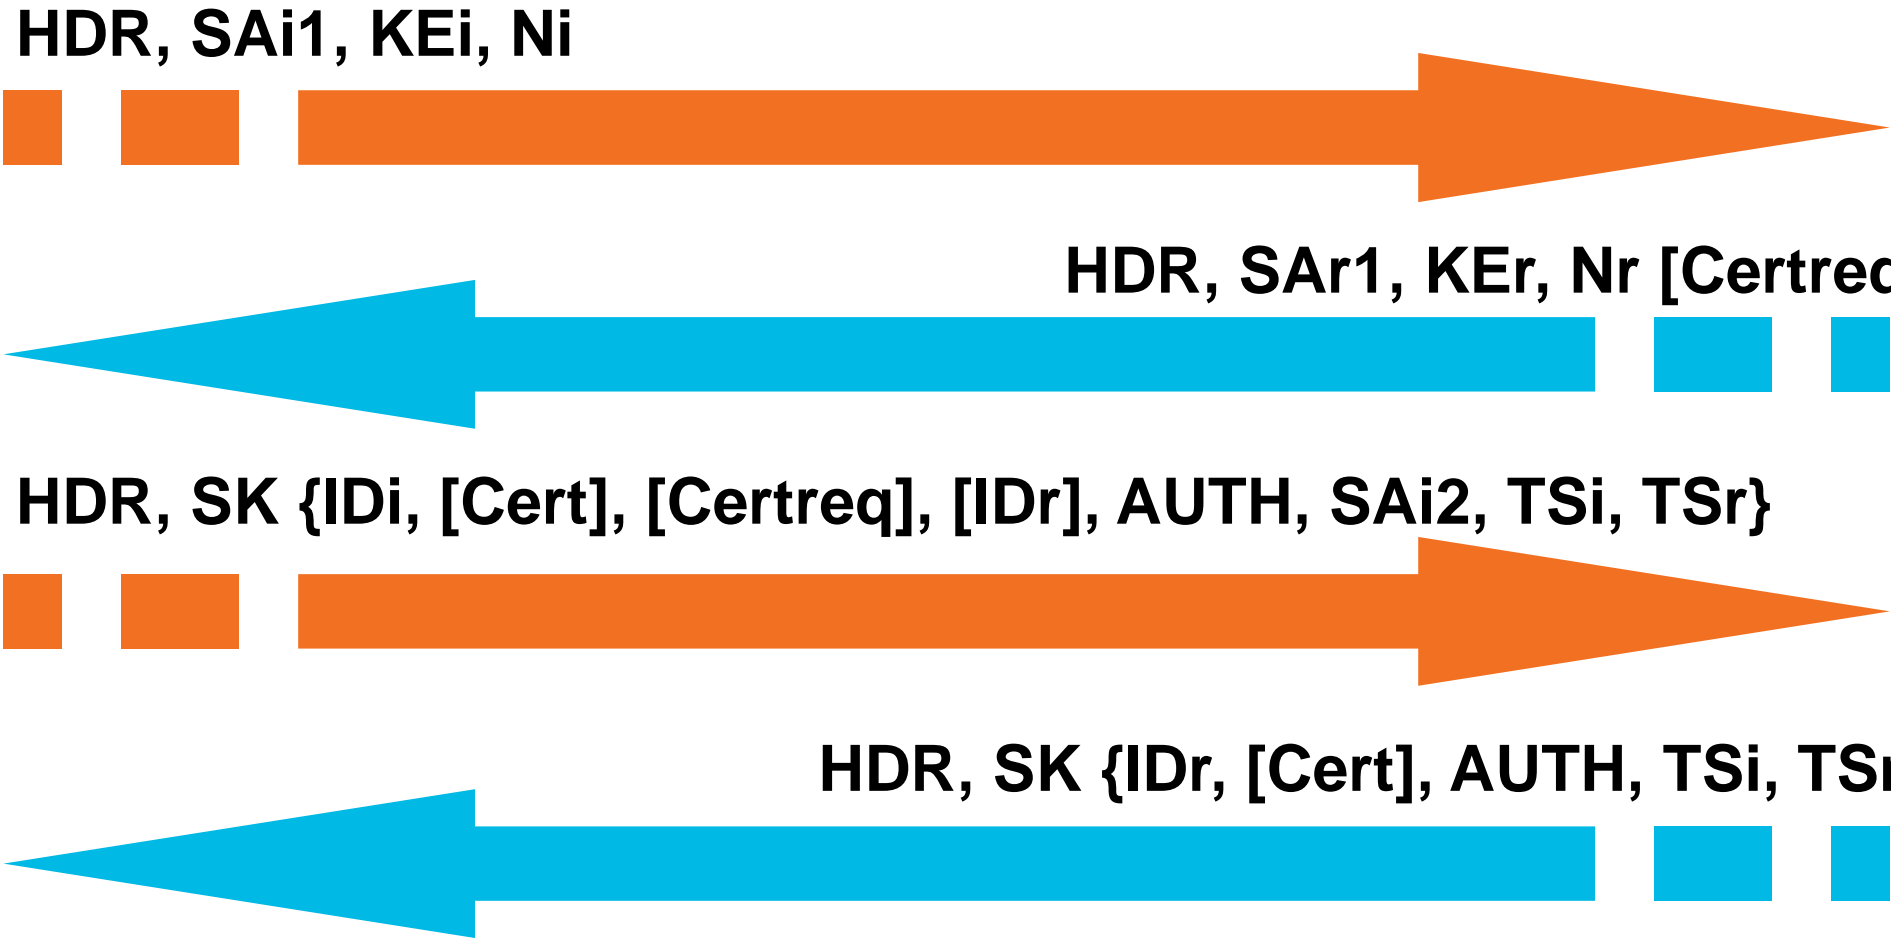 HDR, SAi1, KEi, Ni
HDR, SAr1, KEr, Nr [Certreq
HDR, SK {IDi, [Cert], [Certreq], [IDr], AUTH, SAi2, TSi, TSr}
HDR, SK {IDr, [Cert], AUTH, TSi, TSr